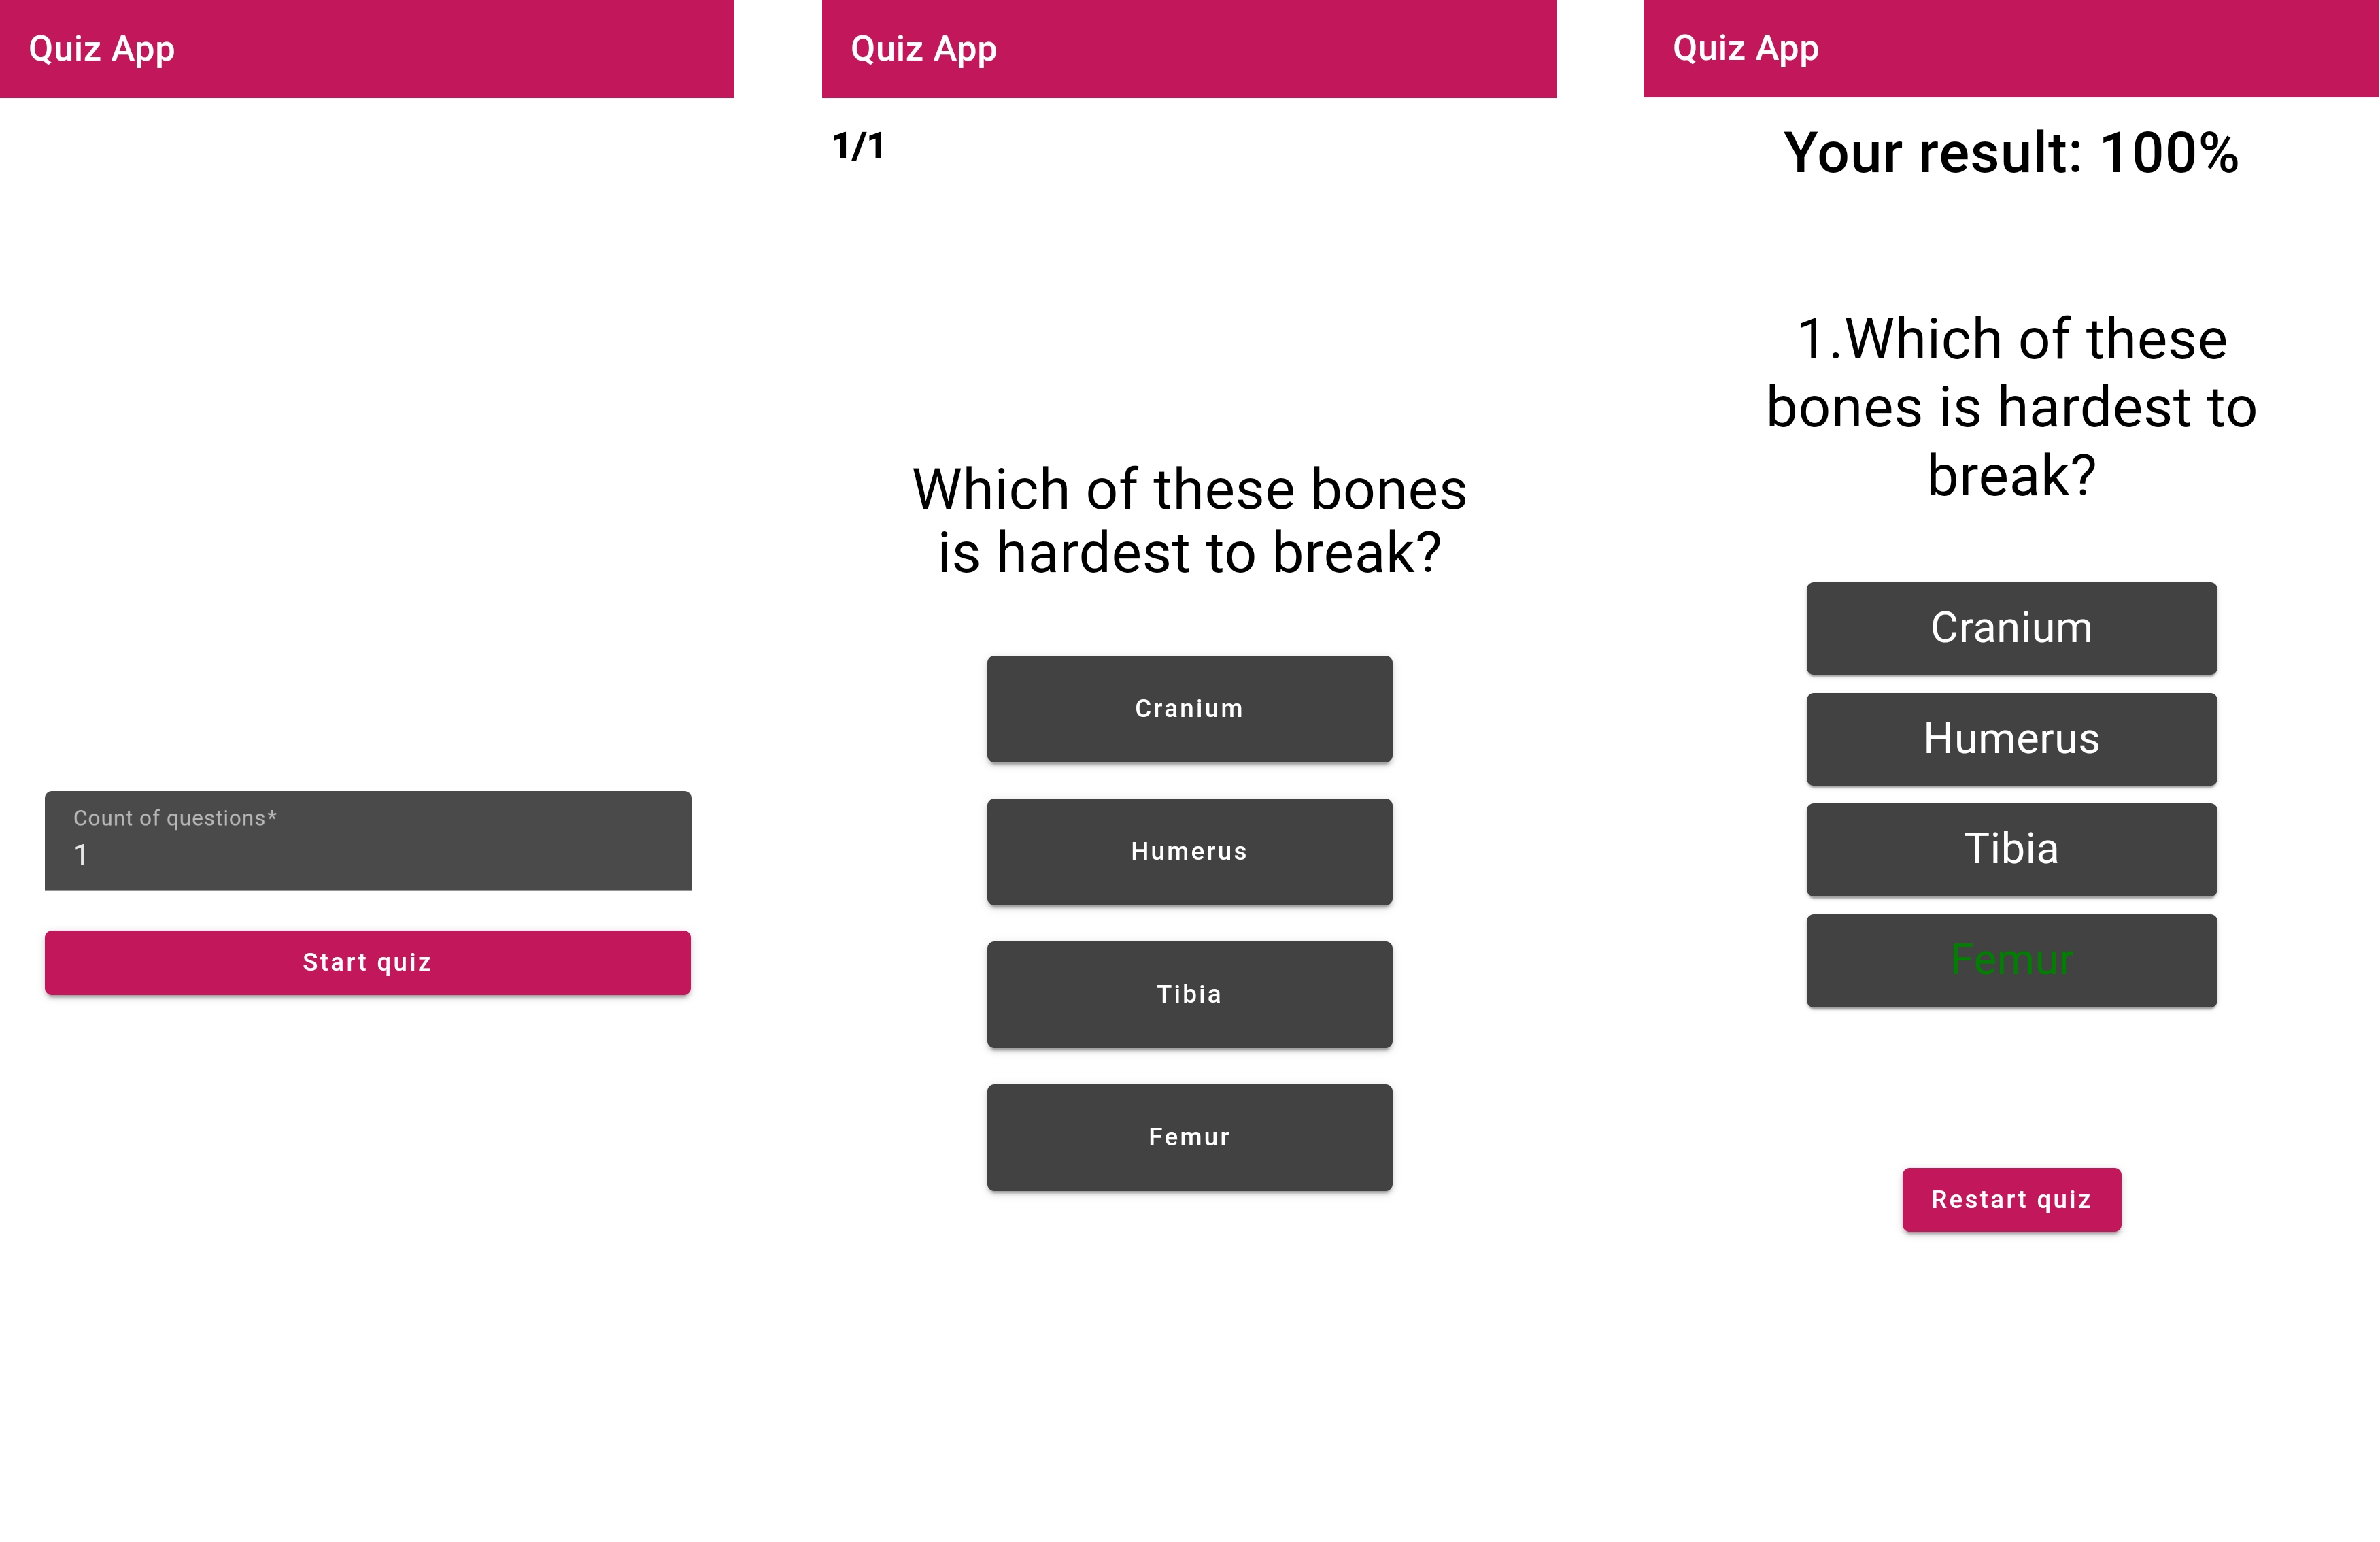 Quiz App
Count of questions*
1
Start quiz
Quiz App
1/1
Which of these bones
is hardest to break?
Cranium
Humerus
Tibia
Femur
Quiz App
Your result: 100%
1.Which of these
bones is hardest to
break?
Cranium
Humerus
Tibia
Femur
Restart quiz